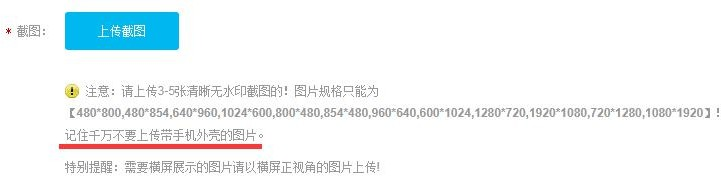 * 截图： 上传截图
注意：请上传3-5张清晰无水印截图的！图片规格只能为
【480*800,480*854,640*960,1024*600,800*480,854*480,960*640,600*1024,1280*720,1920*1080,720*1280,1080*1920】!
记住千万不要上传带手机外壳的图片。
特别提醒：需要横屏展示的图片请以横屏正视角的图片上传!